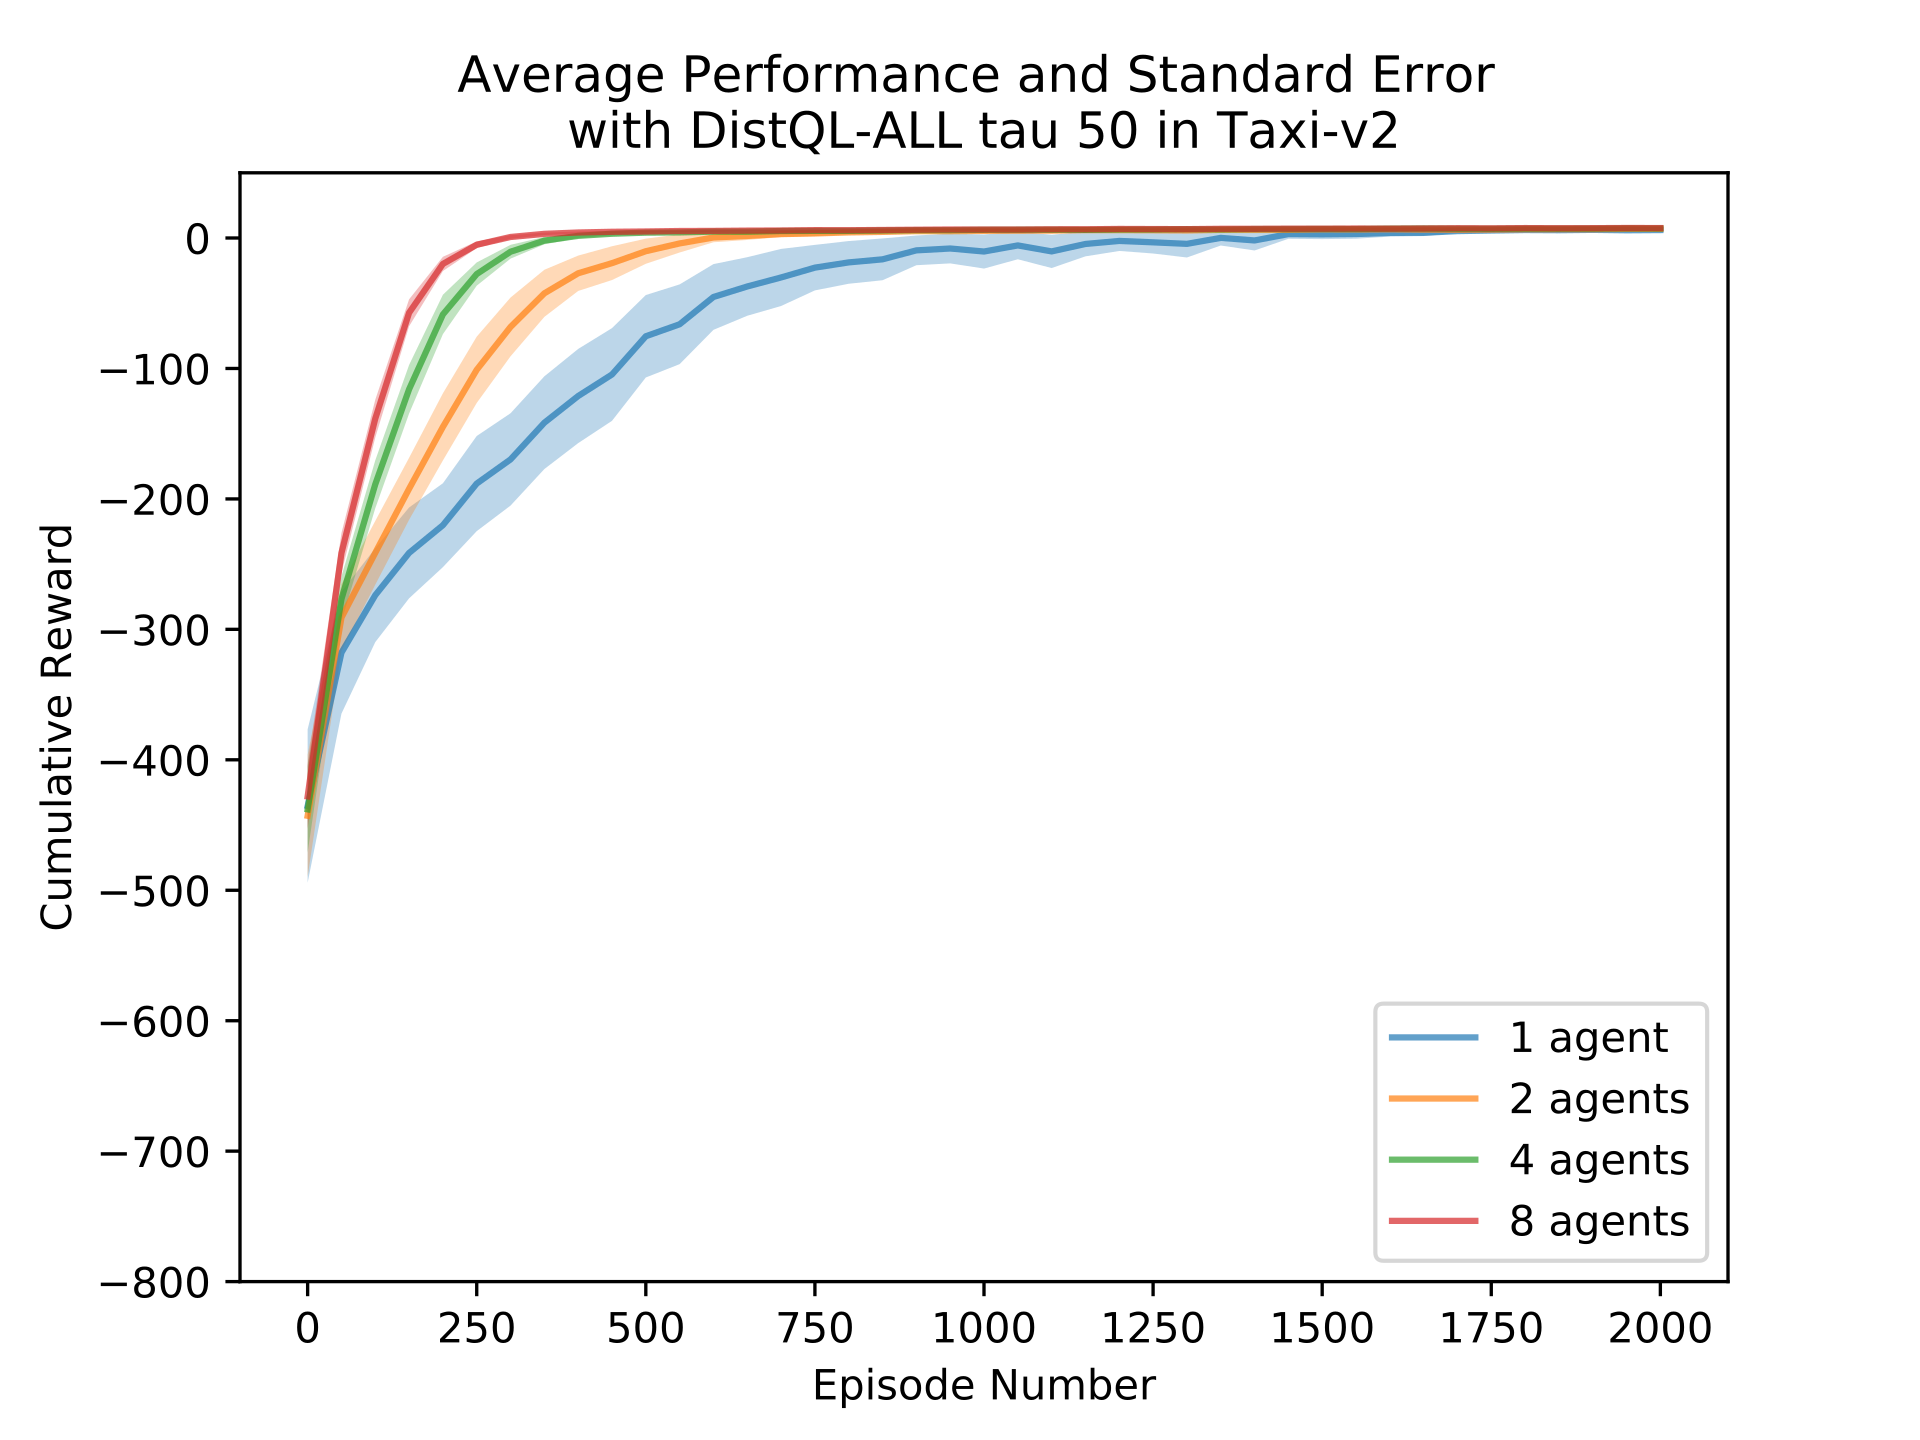 Average Performance and Standard Error
with DistQL-ALL tau 50 in Taxi-v2
0
−100
−200
−300
−400
−500
−600
−700
−800
Cumulative Reward
0 250 500 750 1000 1250 1500 1750 2000
Episode Number
1 agent
2 agents
4 agents
8 agents